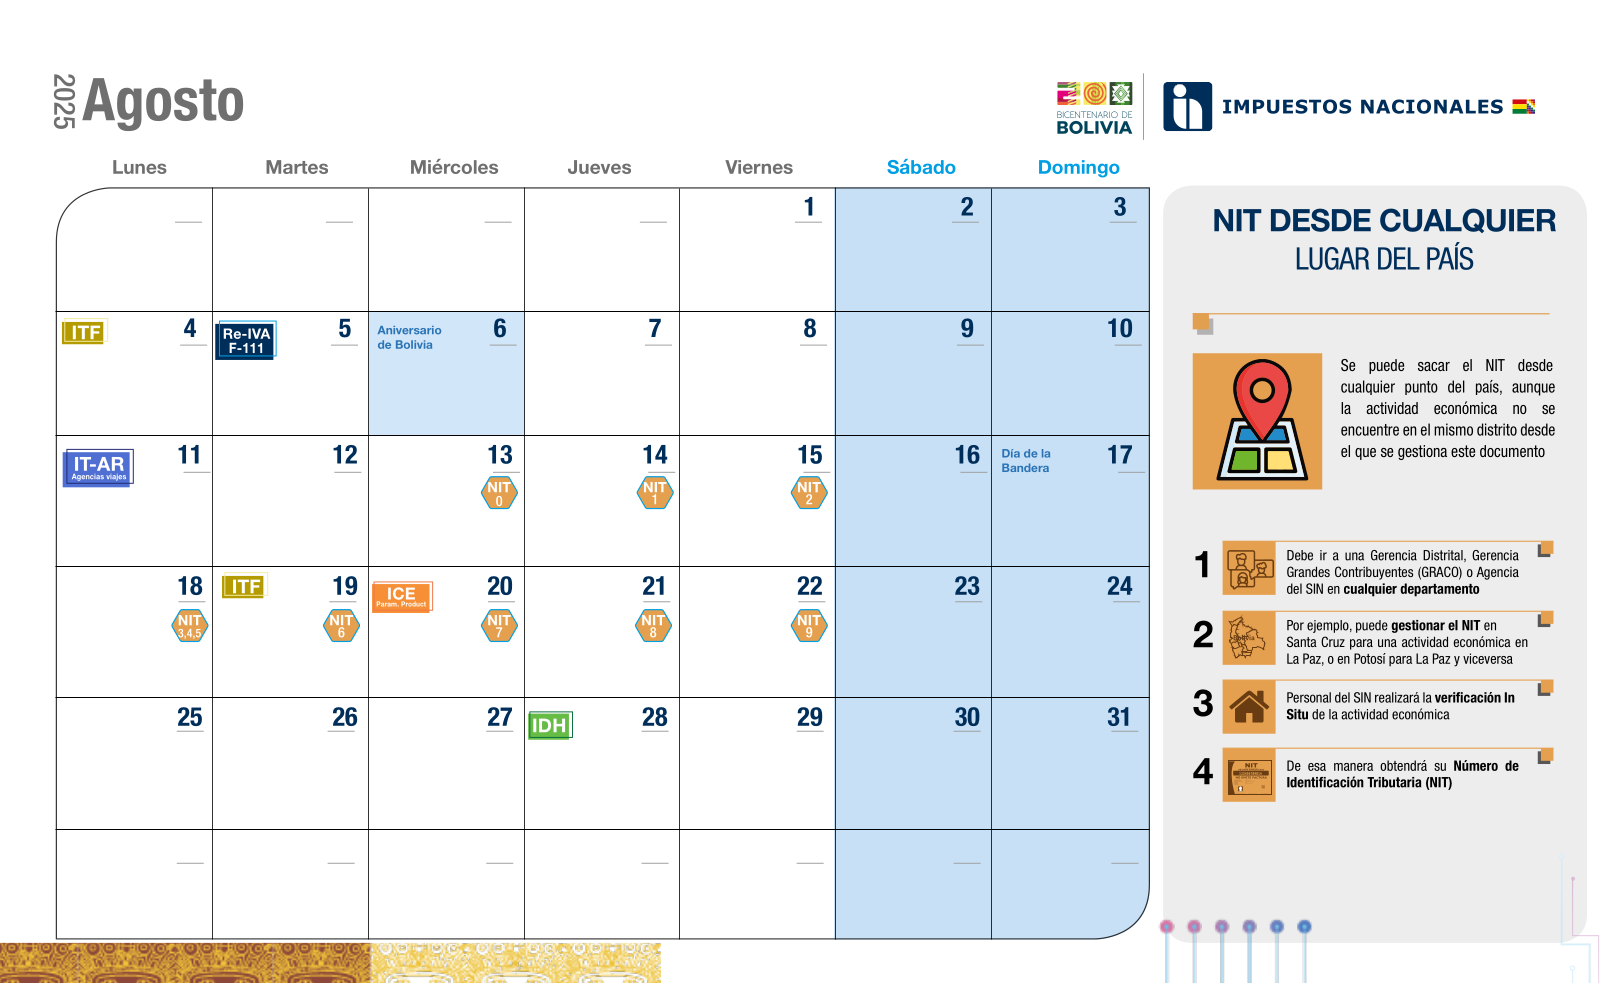 2025
Agosto
BICENTENARIO DE
BOLIVIA
IMPUESTOS NACIONALES
Lunes
Martes
Miércoles
Jueves
Viernes
Sábado
Domingo
1
2
3
ITF
4
Re-IVA
F-111
5
Aniversario
de Bolivia
6
7
8
9
10
IT-AR
Agencias viajes
11
12
13
NIT
0
14
NIT
1
15
NIT
2
16
Día de la
Bandera
17
18
NIT
3,4,5
ITF
19
NIT
6
ICE
Param. Product
20
NIT
7
21
NIT
8
22
NIT
9
23
24
25
26
27
IDH
28
29
30
31
NIT DESDE CUALQUIER
LUGAR DEL PAÍS
Se puede sacar el NIT desde
cualquier punto del país, aunque
la actividad económica no se
encuentre en el mismo distrito desde
el que se gestiona este documento
1
Debe ir a una Gerencia Distrital, Gerencia
Grandes Contribuyentes (GRACO) o Agencia
del SIN en cualquier departamento
2
Bolivia
Por ejemplo, puede gestionar el NIT en
Santa Cruz para una actividad económica en
La Paz, o en Potosí para La Paz y viceversa
3
Personal del SIN realizará la verificación In
Situ de la actividad económica
4
NIT
De esa manera obtendrá su Número de
Identificación Tributaria (NIT)